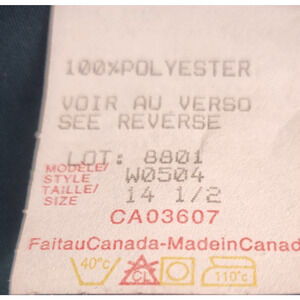 100%POLYESTER
VOIR AU VERSO
SEE REVERSE
LOT: 8801
MODELE/
STYLE W0504
TAILLE/
SIZE 14 1/2
CA03607
FaitauCanada-MadeinCanad
40°c CL 110°c